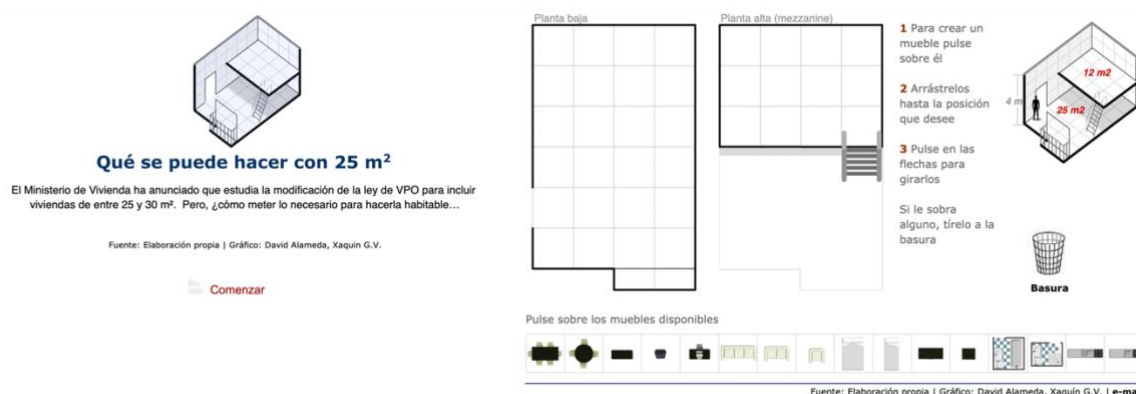 Qué se puede hacer con 25 m²
El Ministerio de Vivienda ha anunciado que estudia la modificación de la ley de VPO para incluir
viviendas de entre 25 y 30 m². Pero, ¿cómo meter lo necesario para hacerla habitable…
Fuente: Elaboración propia | Gráfico: David Alameda, Xaquin G.V.
Comenzar
Planta baja
Planta alta (mezzanine)
1 Para crear un
mueble pulse
sobre él
2 Arrástrelos
hasta la posición
que desee
3 Pulse en las
flechas para
girarlos
Si le sobra
alguno, tírelo a la
basura
12 m2
4 m
25 m2
Basura
Pulse sobre los muebles disponibles
Fuente: Elaboración propia | Gráfico: David Alameda, Xaquín G.V. | e-ma